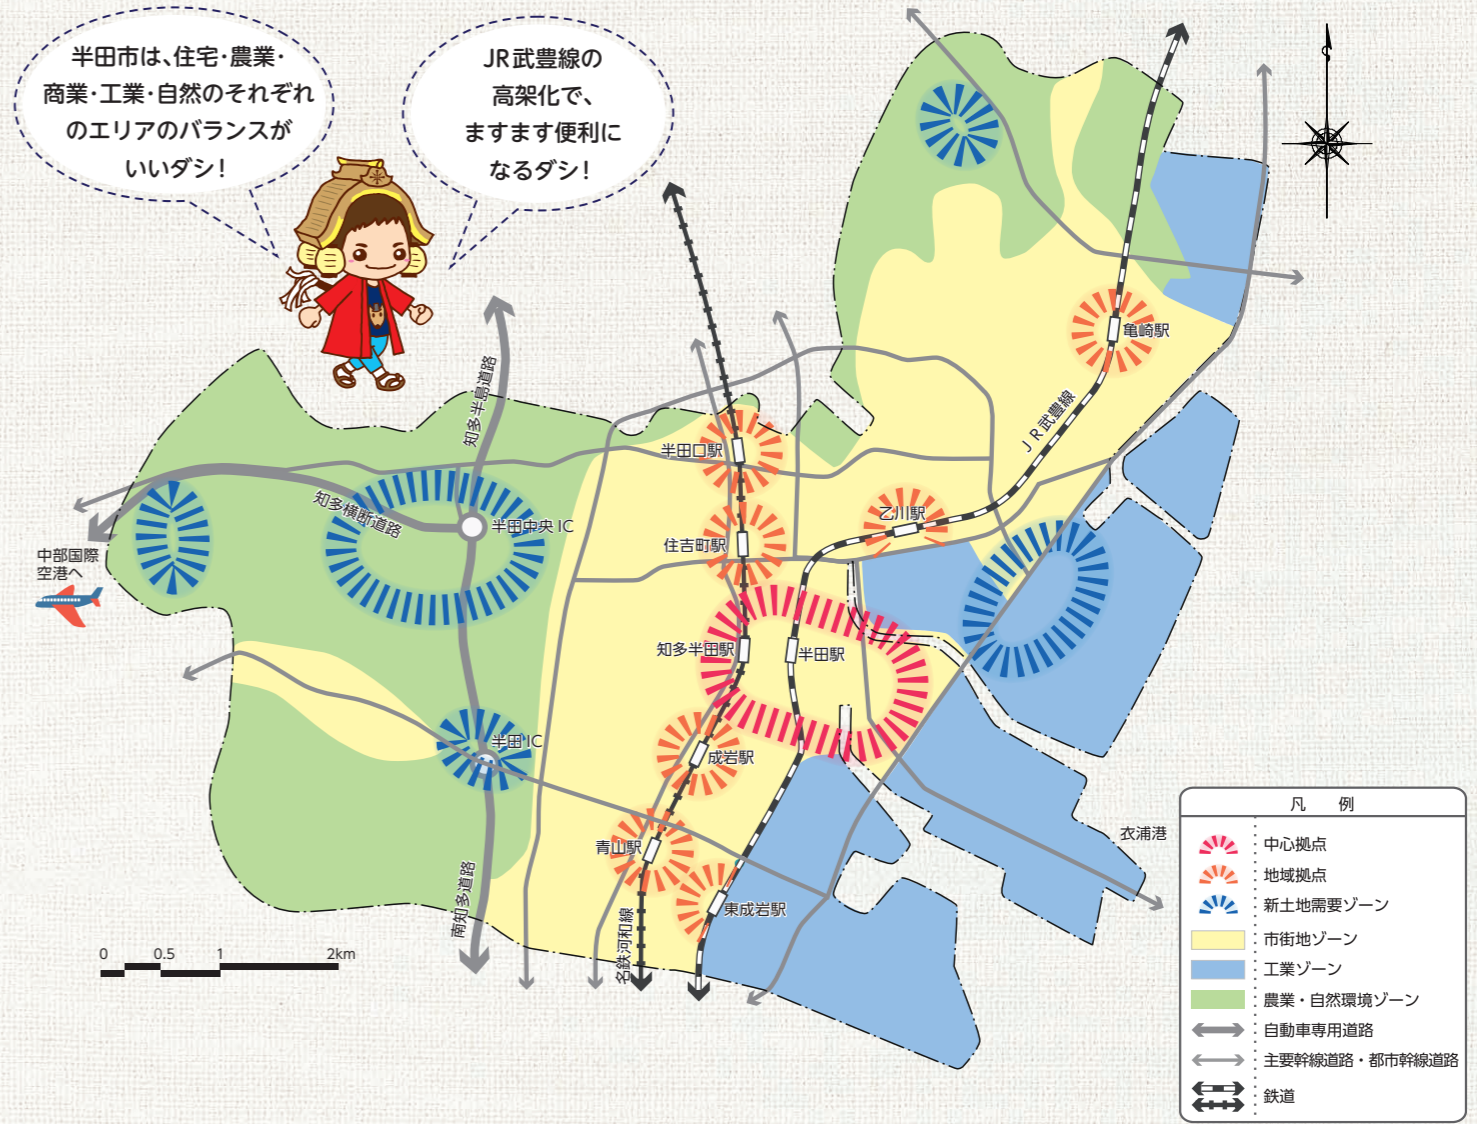 半田市は、住宅・農業・
商業・工業・自然のそれぞれ
のエリアのバランスが
いいダシ！
JR武豊線の
高架化で、
ますます便利に
なるダシ！
亀崎駅
知多半島道路
JR武豊線
半田口駅
知多横断道路
半田中央IC
乙川駅
住吉町駅
中部国際
空港へ
知多半田駅
半田駅
半田IC
成岩駅
青山駅
衣浦港
東成岩駅
南知多道路
名鉄河和線
0 0.5 1 2km
凡 例
中心拠点
地域拠点
新土地需要ゾーン
市街地ゾーン
工業ゾーン
農業・自然環境ゾーン
自動車専用道路
主要幹線道路・都市幹線道路
鉄道